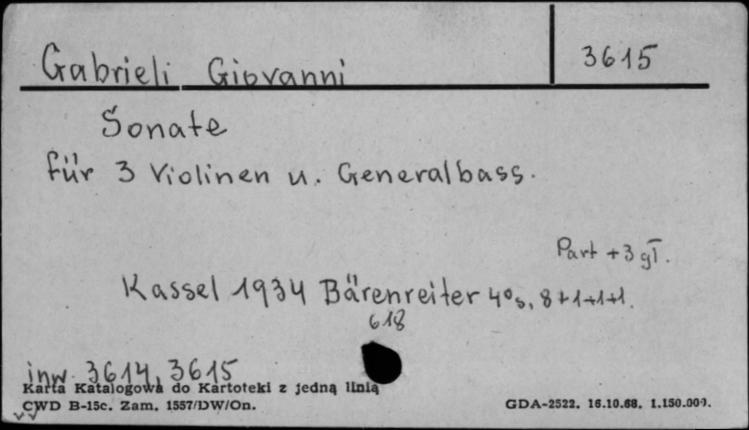 Gabrieli Giovanni 3615
Sonate
für 3 Violinen u. Generalbass.
Part + 3 gł.
Kassel 1934 Bärenreiter 4° s. 8+1+1+1.
618
inw. 3614, 3615
Karta Katalogowa do Kartoteki z jedną linią
CWD B-15c. Zam. 1557/DW/On. GDA-2522. 16.10.68. 1.150.000.